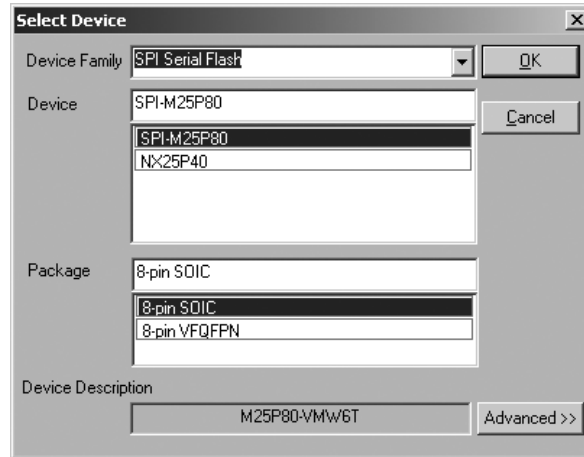 Select Device
Device Family SPI Serial Flash OK
Device SPI-M25P80 Cancel
SPI-M25P80
NX25P40
Package 8-pin SOIC
8-pin SOIC
8-pin VFQFPN
Device Description
M25P80-VMW6T Advanced >>